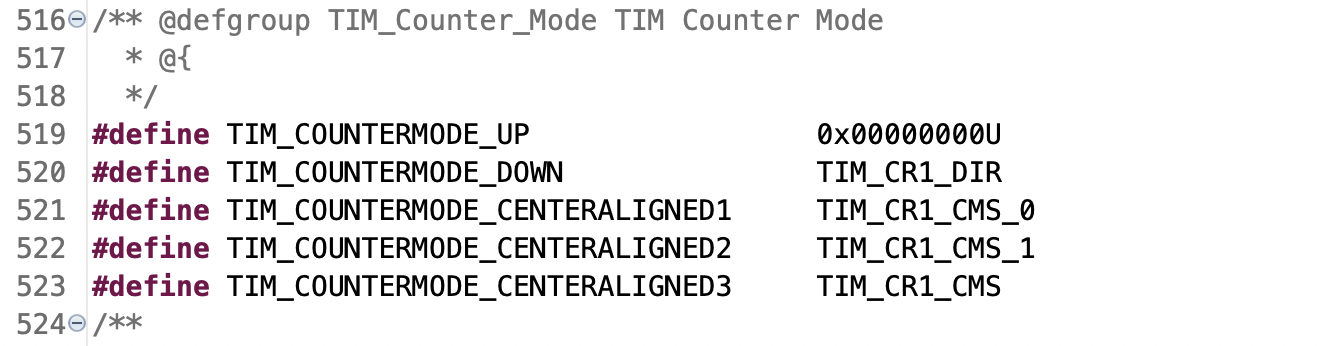 516 /** @defgroup TIM_Counter_Mode TIM Counter Mode
517   * @{
518   */
519 #define TIM_COUNTERMODE_UP                 0x00000000U
520 #define TIM_COUNTERMODE_DOWN               TIM_CR1_DIR
521 #define TIM_COUNTERMODE_CENTERALIGNED1     TIM_CR1_CMS_0
522 #define TIM_COUNTERMODE_CENTERALIGNED2     TIM_CR1_CMS_1
523 #define TIM_COUNTERMODE_CENTERALIGNED3     TIM_CR1_CMS
524 /**